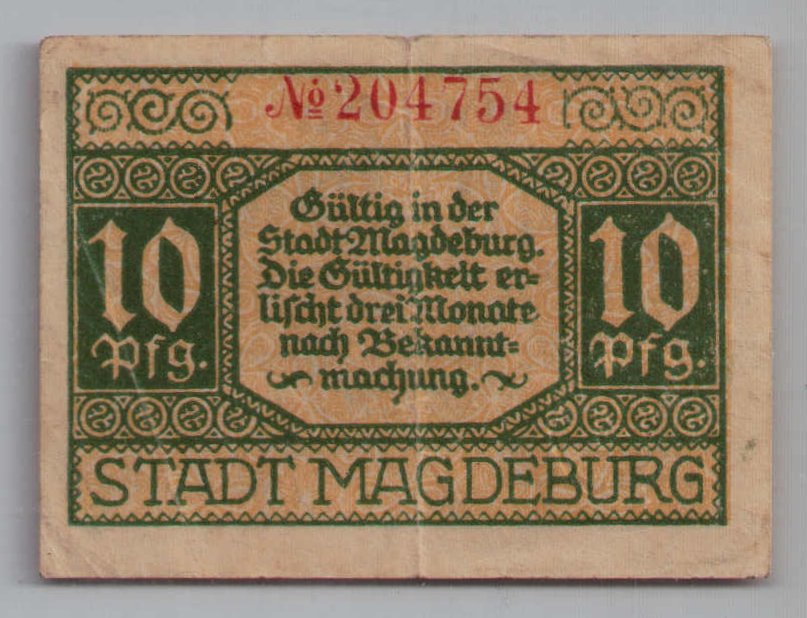 № 204754
Gültig in der
Stadt Magdeburg.
Die Gültigkeit er-
lischt drei Monate
nach Bekannt-
machung.
10
Pfg.
10
Pfg.
STADT MAGDEBURG